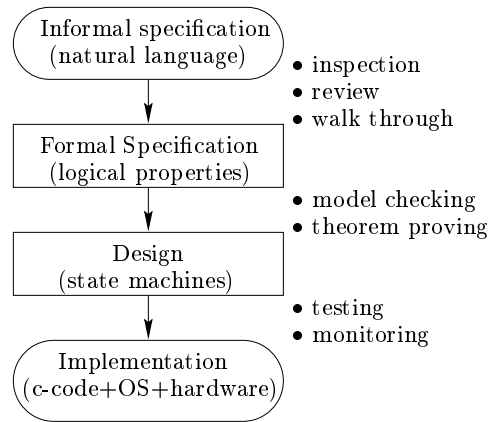 Informal specification
(natural language)
• inspection
• review
• walk through
Formal Specification
(logical properties)
• model checking
• theorem proving
Design
(state machines)
• testing
• monitoring
Implementation
(c-code+OS+hardware)